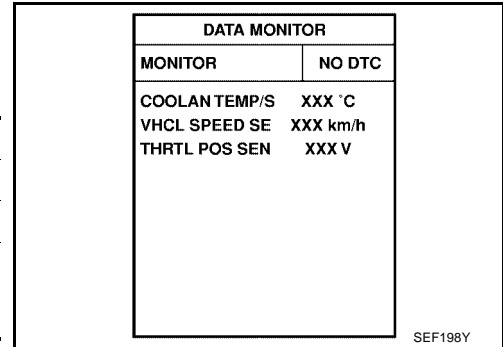 DATA MONITOR
MONITOR NO DTC
COOLAN TEMP/S XXX °C
VHCL SPEED SE XXX km/h
THRTL POS SEN XXX V
SEF198Y